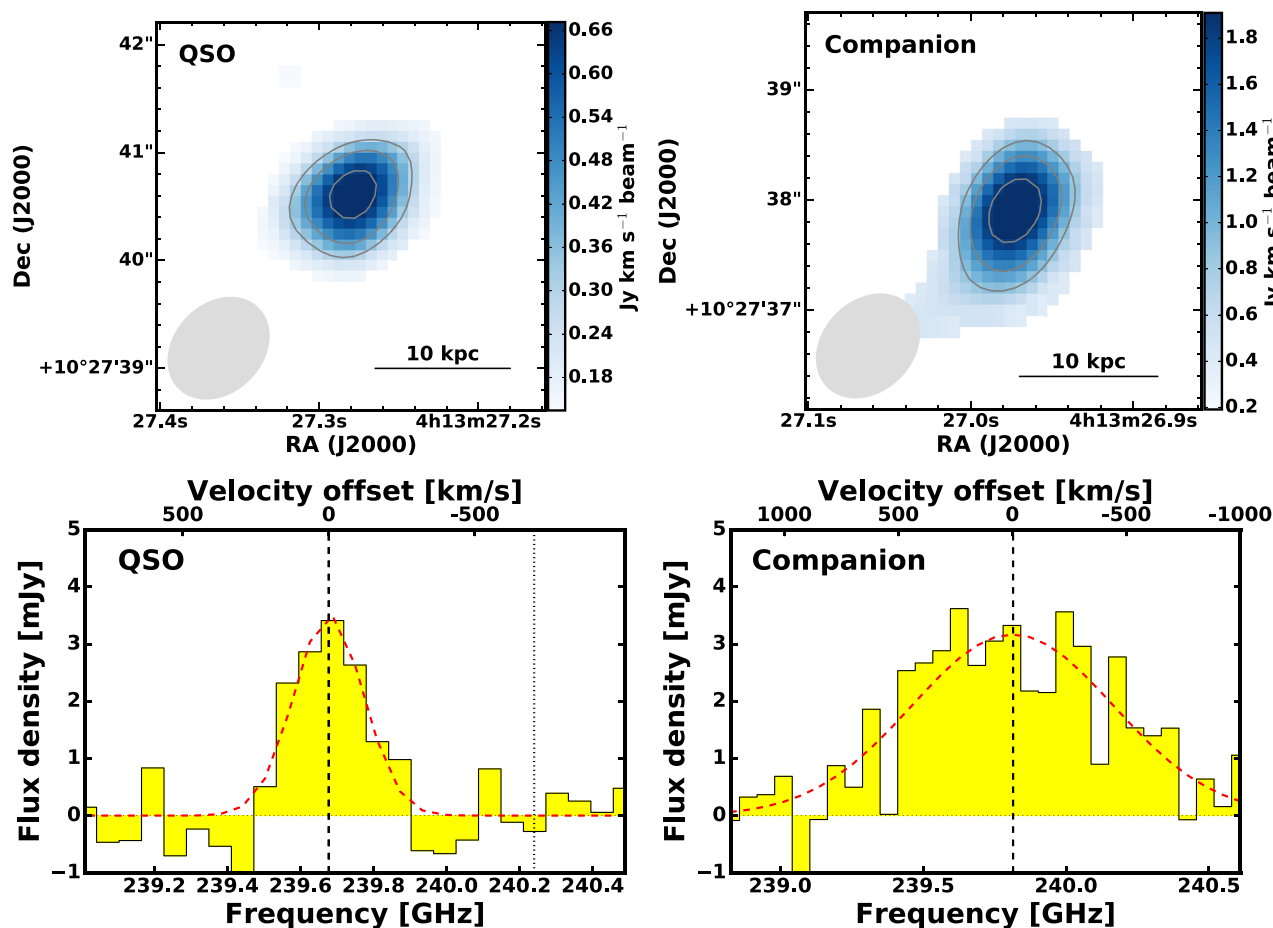 QSO
42"
41"
40"
+10°27'39"
Dec (J2000)
10 kpc
27.4s 27.3s 4h13m27.2s
RA (J2000)
0.66
0.60
0.54
0.48
0.42
0.36
0.30
0.24
0.18
Jy km s⁻¹ beam⁻¹
Companion
39"
38"
+10°27'37"
Dec (J2000)
10 kpc
27.1s 27.0s 4h13m26.9s
RA (J2000)
1.8
1.6
1.4
1.2
1.0
0.8
0.6
0.4
0.2
Jy km s⁻¹ beam⁻¹
Velocity offset [km/s]
500 0 -500
QSO
5
4
3
2
1
0
−1
Flux density [mJy]
239.2 239.4 239.6 239.8 240.0 240.2 240.4
Frequency [GHz]
Velocity offset [km/s]
1000 500 0 -500 -1000
Companion
5
4
3
2
1
0
−1
Flux density [mJy]
239.0 239.5 240.0 240.5
Frequency [GHz]